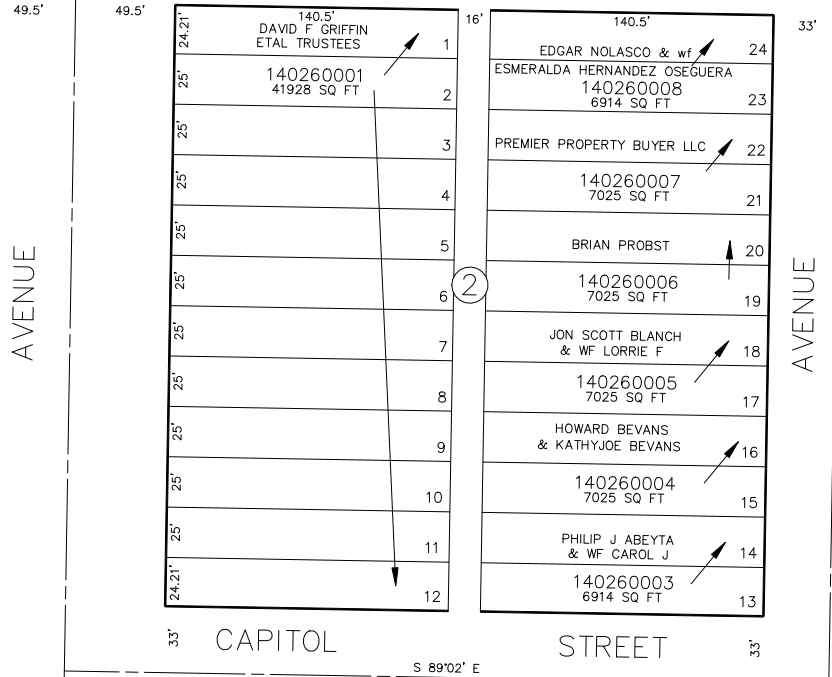 49.5'
49.5'
140.5'
16'
140.5'
33'
24.21'
DAVID F GRIFFIN
ETAL TRUSTEES
1
140260001
41928 SQ FT
25'
2
25'
3
25'
4
25'
5
25'
6
25'
7
25'
8
25'
9
25'
10
25'
11
24.21'
12
2
EDGAR NOLASCO & wf
24
ESMERALDA HERNANDEZ OSEGUERA
140260008
6914 SQ FT
23
PREMIER PROPERTY BUYER LLC
22
140260007
7025 SQ FT
21
BRIAN PROBST
20
140260006
7025 SQ FT
19
JON SCOTT BLANCH
& WF LORRIE F
18
140260005
7025 SQ FT
17
HOWARD BEVANS
& KATHYJOE BEVANS
16
140260004
7025 SQ FT
15
PHILIP J ABEYTA
& WF CAROL J
14
140260003
6914 SQ FT
13
AVENUE
AVENUE
33'
CAPITOL STREET
33'
S 89°02' E